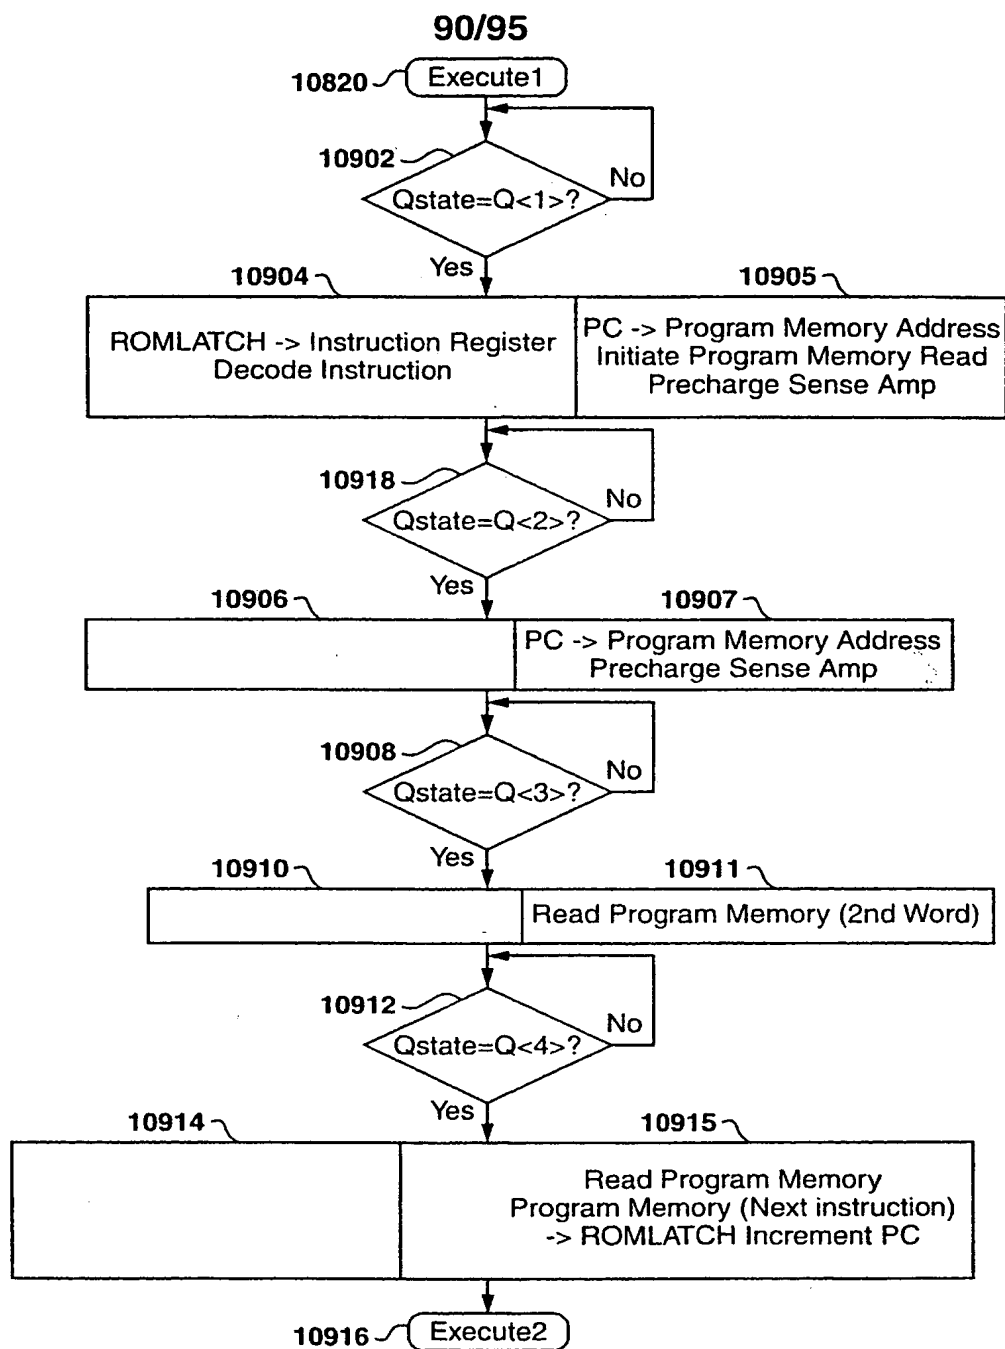 90/95
10820
Execute1
10902
Qstate=Q<1>?
No
Yes
10904
10905
ROMLATCH -> Instruction Register
Decode Instruction
PC -> Program Memory Address
Initiate Program Memory Read
Precharge Sense Amp
10918
Qstate=Q<2>?
No
Yes
10906
10907
PC -> Program Memory Address
Precharge Sense Amp
10908
Qstate=Q<3>?
No
Yes
10910
10911
Read Program Memory (2nd Word)
10912
Qstate=Q<4>?
No
Yes
10914
10915
Read Program Memory
Program Memory (Next instruction)
-> ROMLATCH Increment PC
10916
Execute2